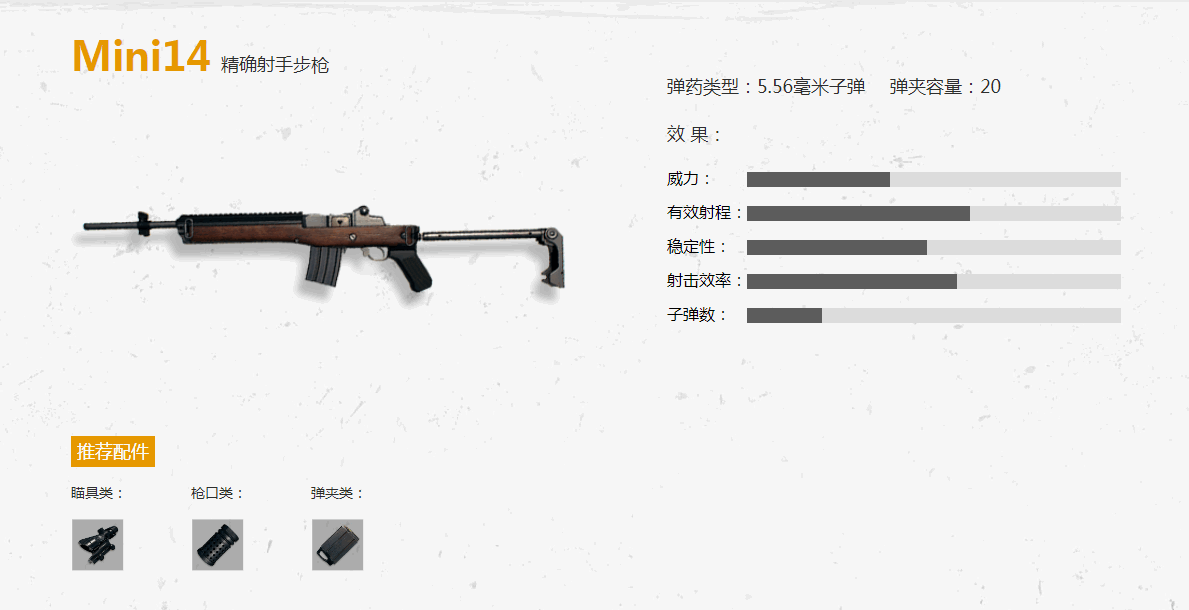 Mini14 精确射手步枪
弹药类型：5.56毫米子弹 弹夹容量：20
效 果：
威力：
有效射程：
稳定性：
射击效率：
子弹数：
推荐配件
瞄具类： 枪口类： 弹夹类：